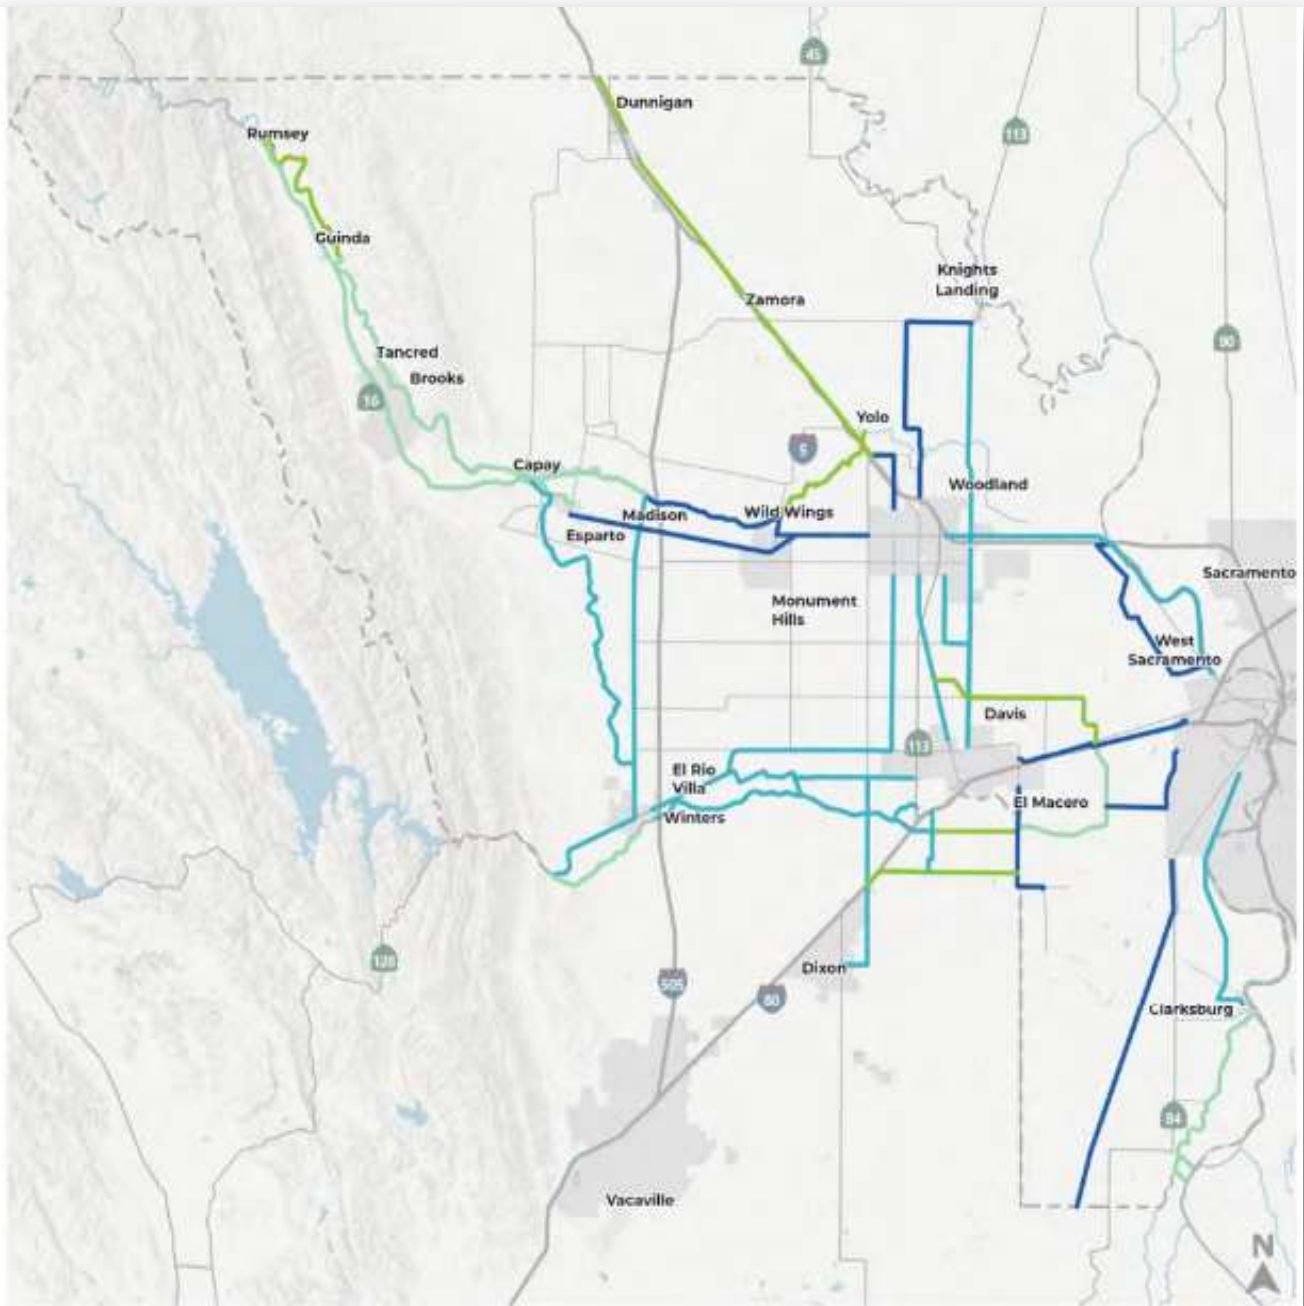 45
Dunnigan
113
Rumsey
Guinda
Knights
Landing
Zamora
80
Tancred
Brooks
16
Yolo
5
Capay
Woodland
Madison
Wild Wings
Esparto
Sacramento
Monument
Hills
West
Sacramento
Davis
113
El Rio
Villa
El Macero
Winters
128
Dixon
505
80
Clarksburg
84
Vacaville
N